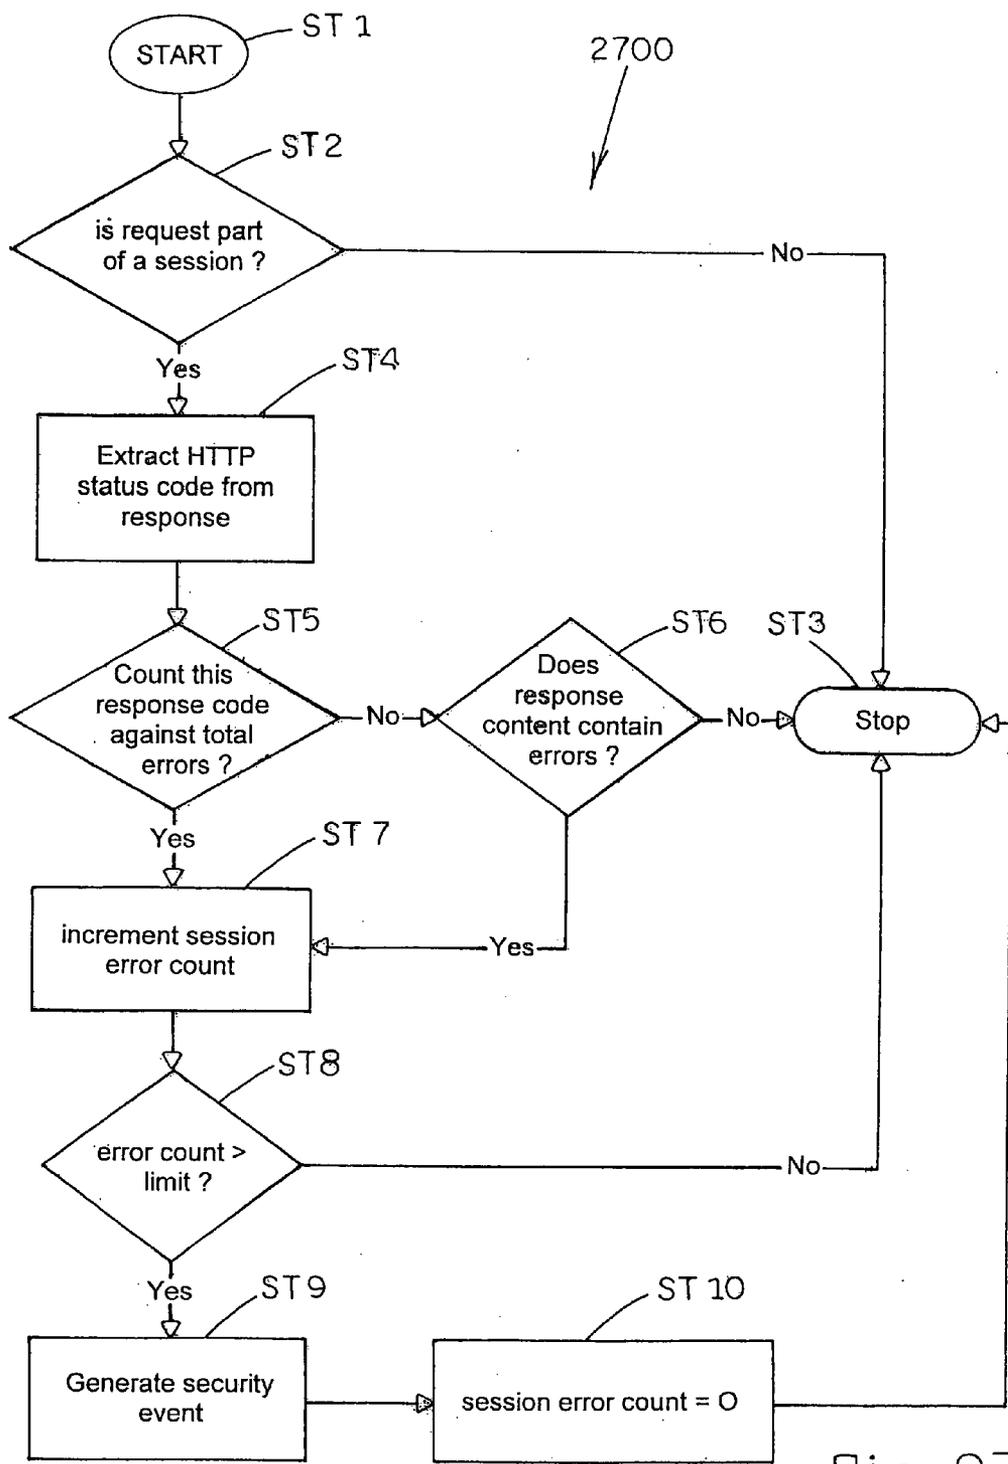 START
ST 1
2700
ST2
is request part
of a session ?
No
Yes
ST4
Extract HTTP
status code from
response
ST5
Count this
response code
against total
errors ?
No
ST6
Does
response
content contain
errors ?
No
ST3
Stop
Yes
ST 7
increment session
error count
Yes
ST8
error count >
limit ?
No
Yes
ST9
Generate security
event
ST 10
session error count = 0